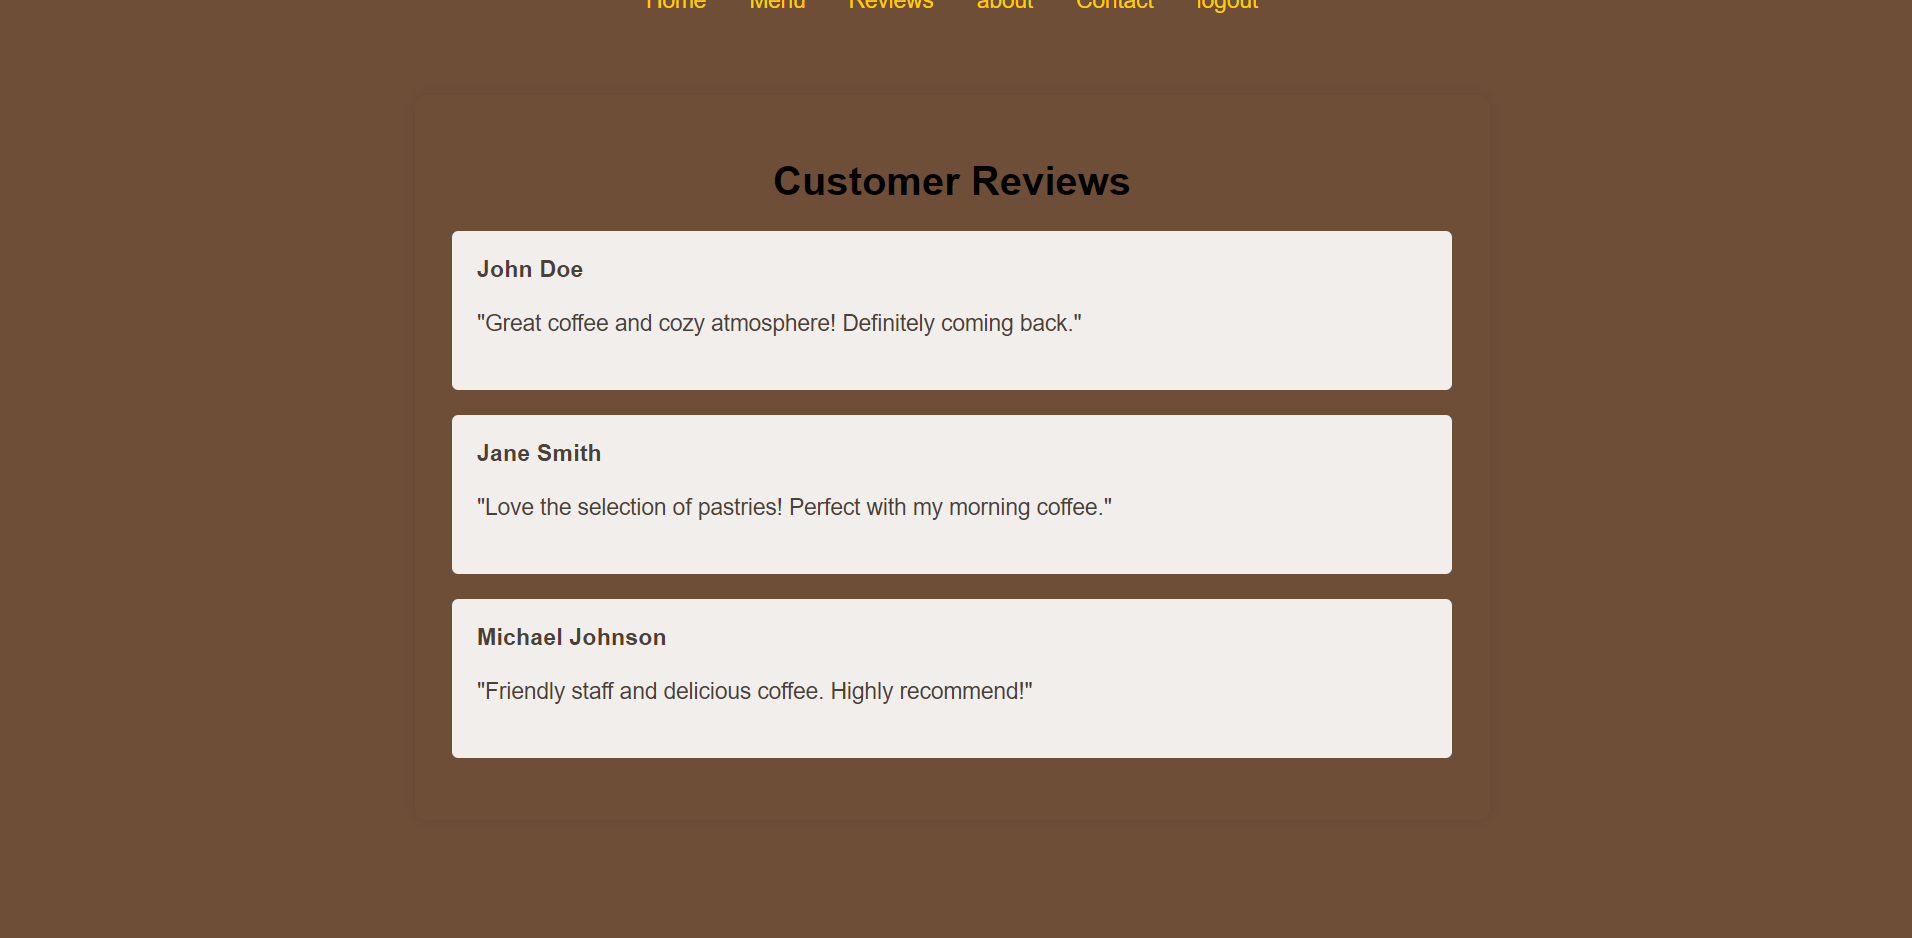 Home Menu Reviews about Contact logout
Customer Reviews
John Doe
"Great coffee and cozy atmosphere! Definitely coming back."
Jane Smith
"Love the selection of pastries! Perfect with my morning coffee."
Michael Johnson
"Friendly staff and delicious coffee. Highly recommend!"